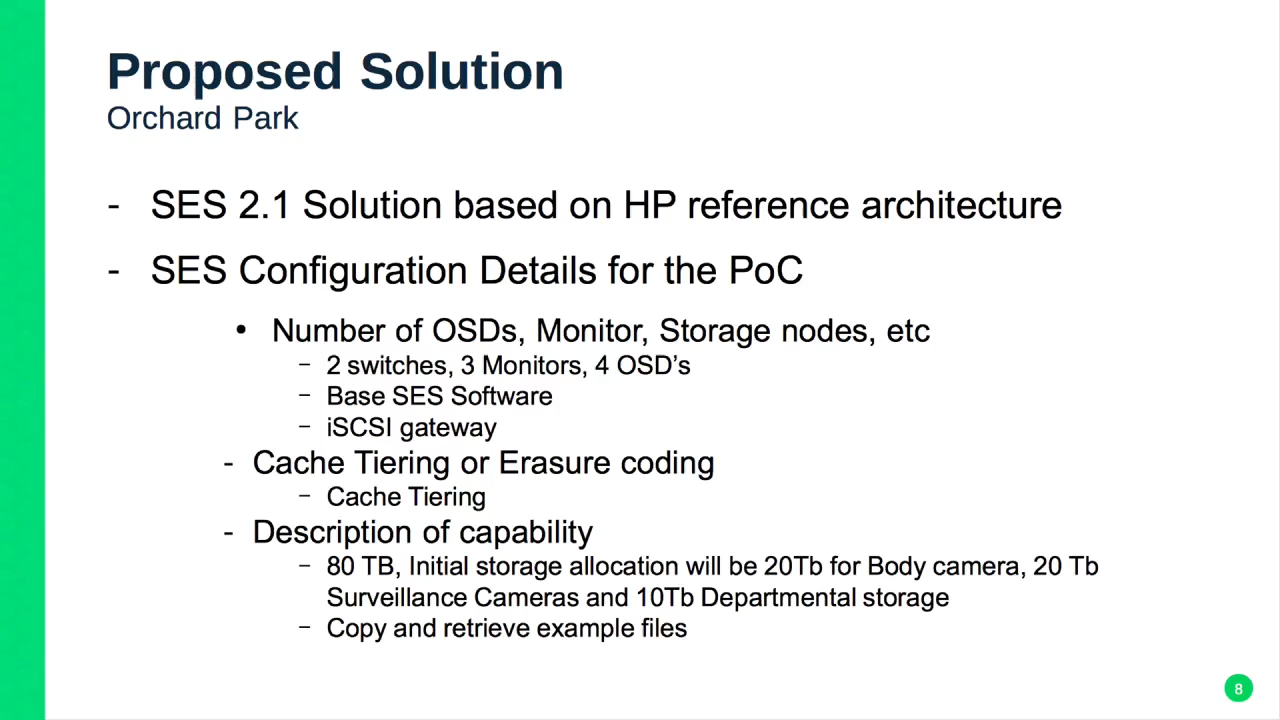 Proposed Solution
Orchard Park
- SES 2.1 Solution based on HP reference architecture
- SES Configuration Details for the PoC
• Number of OSDs, Monitor, Storage nodes, etc
– 2 switches, 3 Monitors, 4 OSD’s
– Base SES Software
– iSCSI gateway
- Cache Tiering or Erasure coding
– Cache Tiering
- Description of capability
– 80 TB, Initial storage allocation will be 20Tb for Body camera, 20 Tb
Surveillance Cameras and 10Tb Departmental storage
– Copy and retrieve example files
8